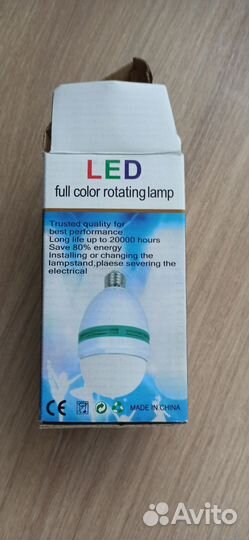 LED
full color rotating lamp
Trusted quality for
best performance
Long life up to 20000 hours
Save 80% energy
Installing or changing the
lampstand,plaese severing the
electrical
CE
MADE IN CHINA
Avito